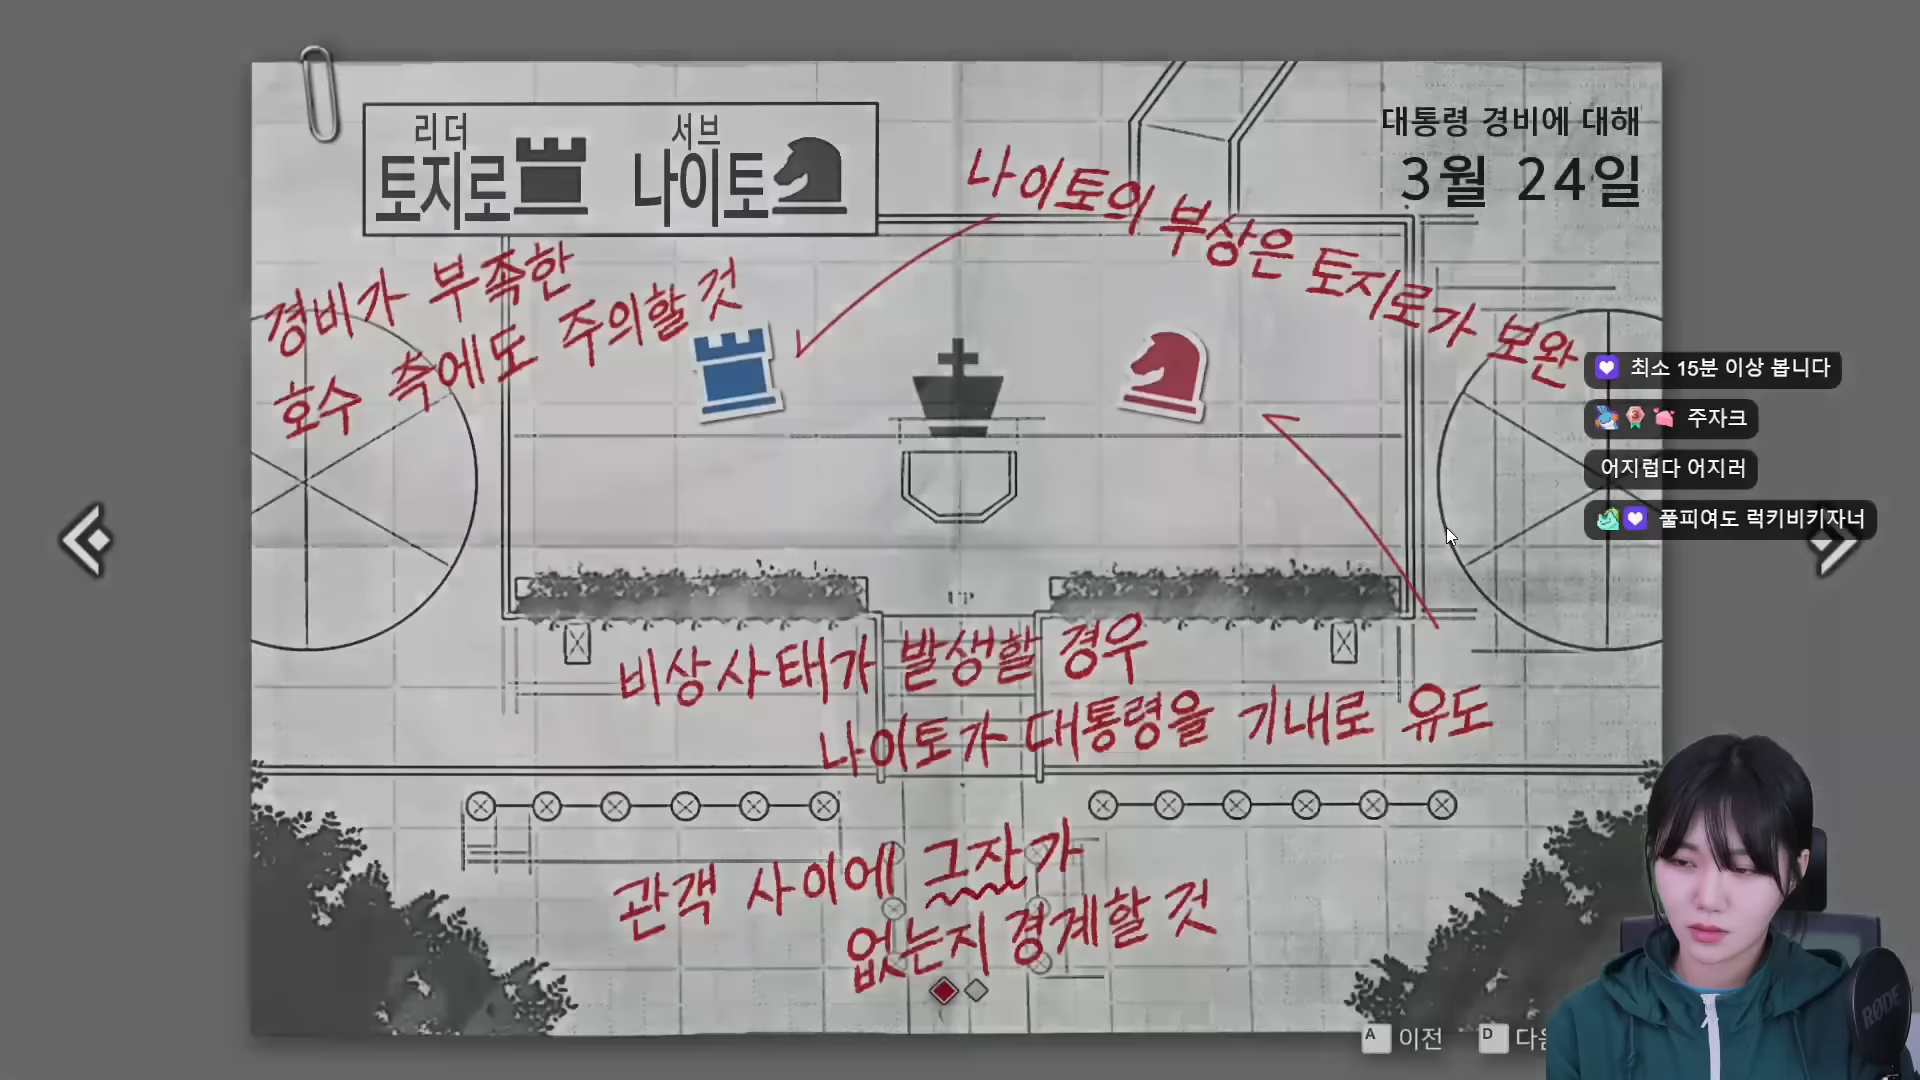 리더
토지로
서브
나이토
대통령 경비에 대해
3월 24일
나이토의 부상은 토지로가 보완
경비가 부족한
호수 측에도 주의할 것
최소 15분 이상 봅니다
주자크
어지럽다 어지러
풀피여도 럭키비키자너
UP
비상사태가 발생할 경우
나이토가 대통령을 기내로 유도
관객 사이에 그자가
없는지 경계할 것
A 이전
D
RØDE